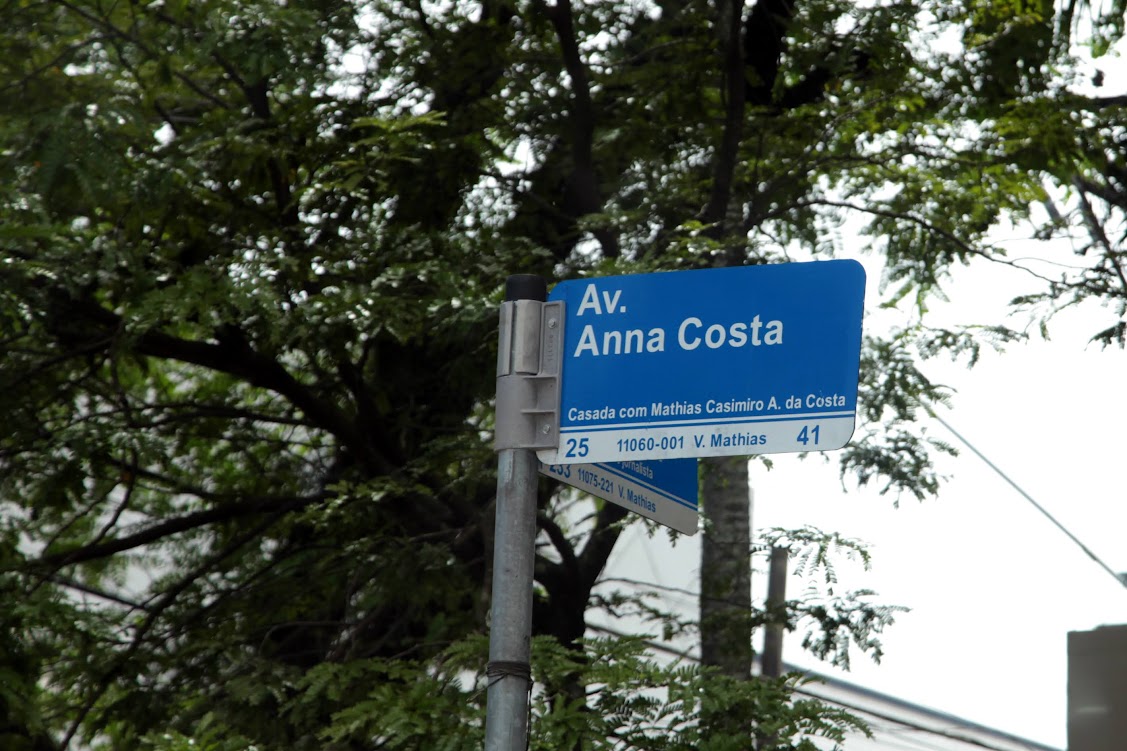 Av.
Anna Costa
Casada com Mathias Casimiro A. da Costa
25 11060-001 V. Mathias 41
jornalista
233 11075-221 V. Mathias